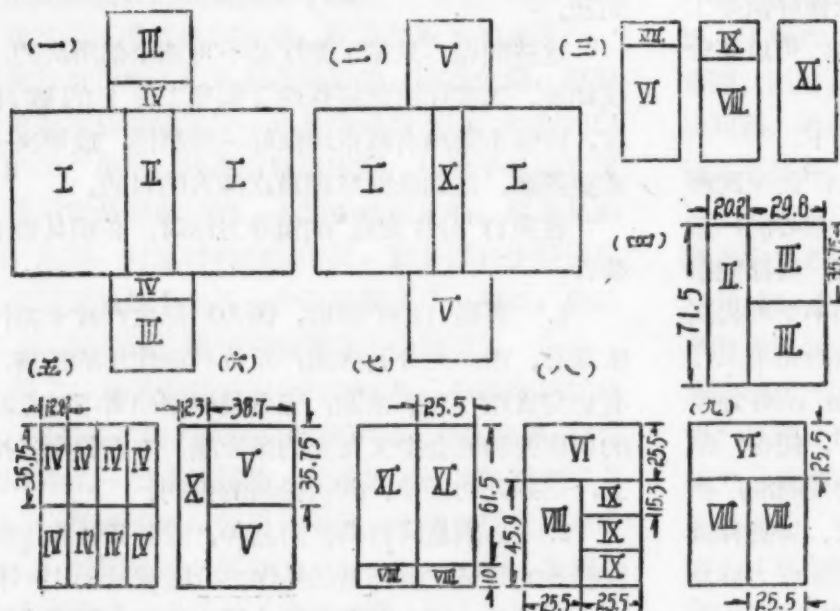 (一) III
IV
I II I
IV
III
(二) V
I X I
V
(三) VII IX XI
VI VIII
(四) 20.2 29.8
71.5 II III
III
(五) 12.8
35.75 IV IV IV IV
IV IV IV IV
(六) 12.3 38.7
X V 35.75
V
(七) 25.5
XI XI 61.5
VII VII 10
(八) VI 25.5
VIII IX 15.3
45.9 IX
IX
25.5 25.5
(九) VI 25.5
VIII VIII
25.5